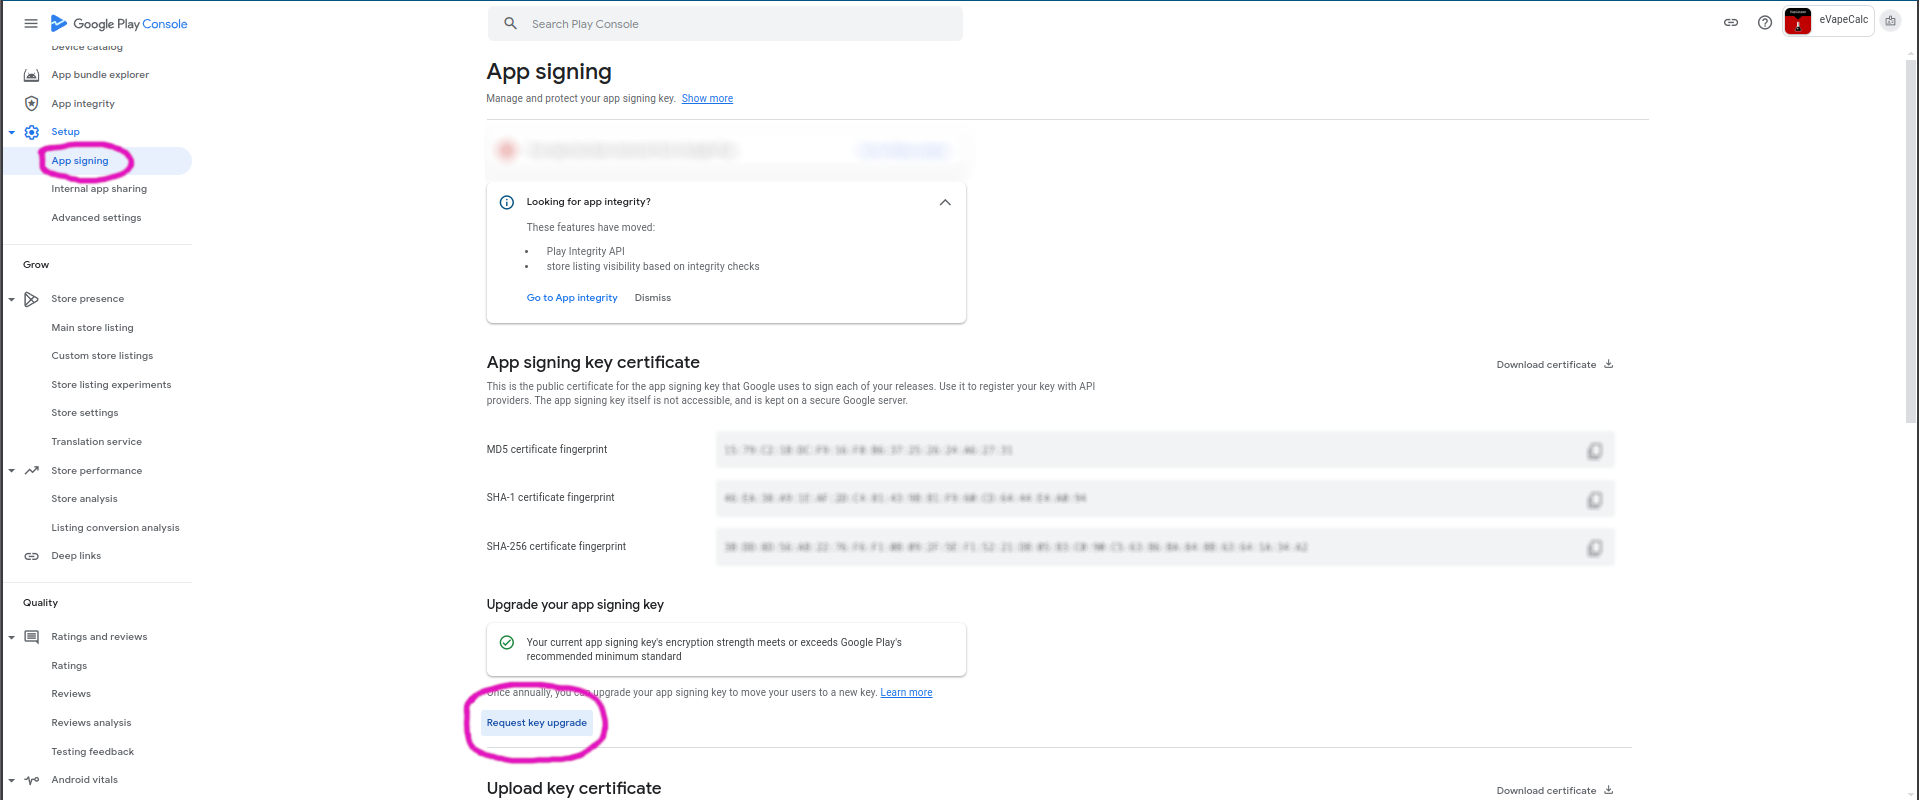 Google Play Console
Search Play Console
eVapeCalc
Device catalog
App bundle explorer
App integrity
Setup
App signing
Internal app sharing
Advanced settings
Grow
Store presence
Main store listing
Custom store listings
Store listing experiments
Store settings
Translation service
Store performance
Store analysis
Listing conversion analysis
Deep links
Quality
Ratings and reviews
Ratings
Reviews
Reviews analysis
Testing feedback
Android vitals
App signing
Manage and protect your app signing key. Show more
Looking for app integrity?
These features have moved:
• Play Integrity API
• store listing visibility based on integrity checks
Go to App integrity Dismiss
App signing key certificate
Download certificate
This is the public certificate for the app signing key that Google uses to sign each of your releases. Use it to register your key with API
providers. The app signing key itself is not accessible, and is kept on a secure Google server.
MD5 certificate fingerprint
SHA-1 certificate fingerprint
SHA-256 certificate fingerprint
Upgrade your app signing key
Your current app signing key's encryption strength meets or exceeds Google Play's
recommended minimum standard
Once annually, you can upgrade your app signing key to move your users to a new key. Learn more
Request key upgrade
Upload key certificate
Download certificate